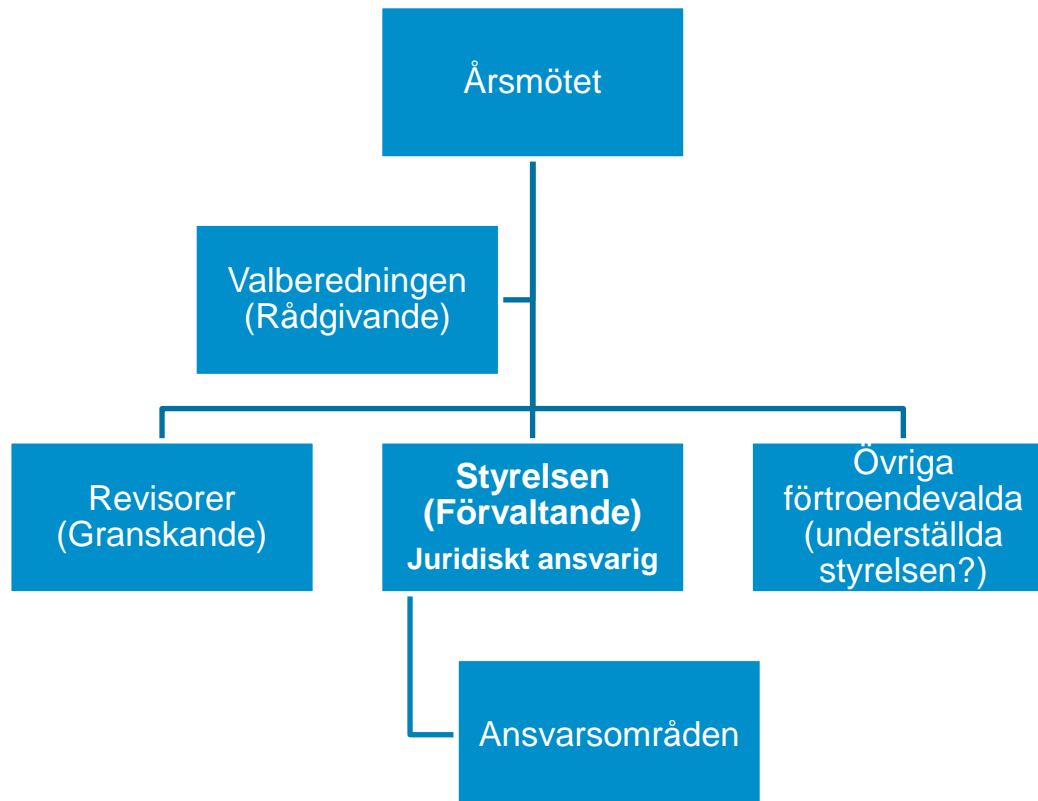 Årsmötet
Valberedningen
(Rådgivande)
Revisorer
(Granskande)
Styrelsen
(Förvaltande)
Juridiskt ansvarig
Övriga
förtroendevalda
(underställda
styrelsen?)
Ansvarsområden